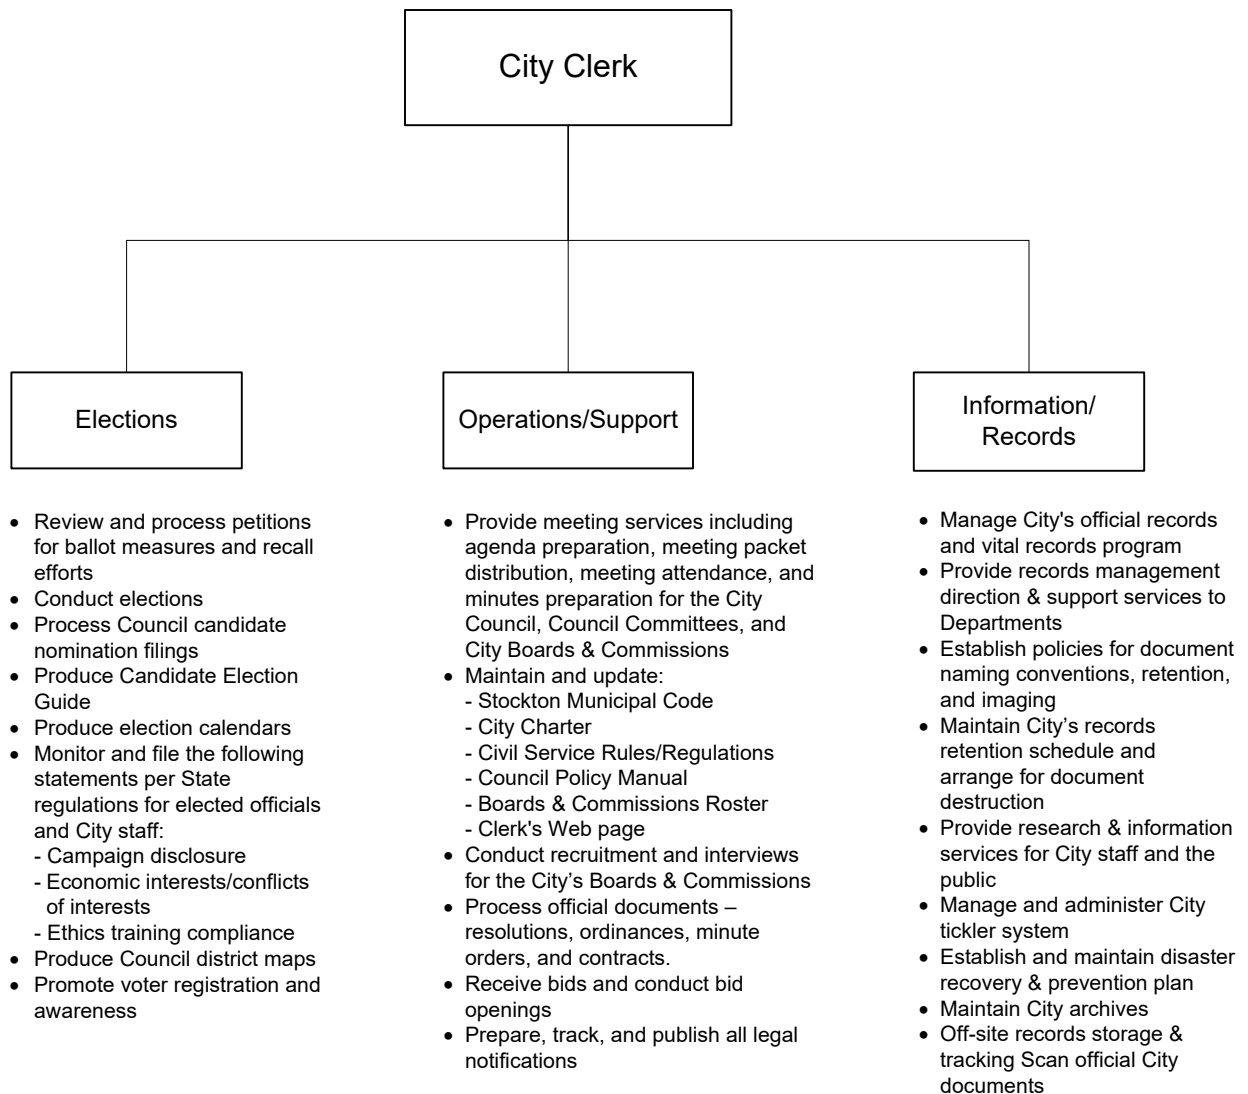 City Clerk
Elections
• Review and process petitions
for ballot measures and recall
efforts
• Conduct elections
• Process Council candidate
nomination filings
• Produce Candidate Election
Guide
• Produce election calendars
• Monitor and file the following
statements per State
regulations for elected officials
and City staff:
- Campaign disclosure
- Economic interests/conflicts
of interests
- Ethics training compliance
• Produce Council district maps
• Promote voter registration and
awareness
Operations/Support
• Provide meeting services including
agenda preparation, meeting packet
distribution, meeting attendance, and
minutes preparation for the City
Council, Council Committees, and
City Boards & Commissions
• Maintain and update:
- Stockton Municipal Code
- City Charter
- Civil Service Rules/Regulations
- Council Policy Manual
- Boards & Commissions Roster
- Clerk's Web page
• Conduct recruitment and interviews
for the City’s Boards & Commissions
• Process official documents –
resolutions, ordinances, minute
orders, and contracts.
• Receive bids and conduct bid
openings
• Prepare, track, and publish all legal
notifications
Information/
Records
• Manage City's official records
and vital records program
• Provide records management
direction & support services to
Departments
• Establish policies for document
naming conventions, retention,
and imaging
• Maintain City’s records
retention schedule and
arrange for document
destruction
• Provide research & information
services for City staff and the
public
• Manage and administer City
tickler system
• Establish and maintain disaster
recovery & prevention plan
• Maintain City archives
• Off-site records storage &
tracking Scan official City
documents